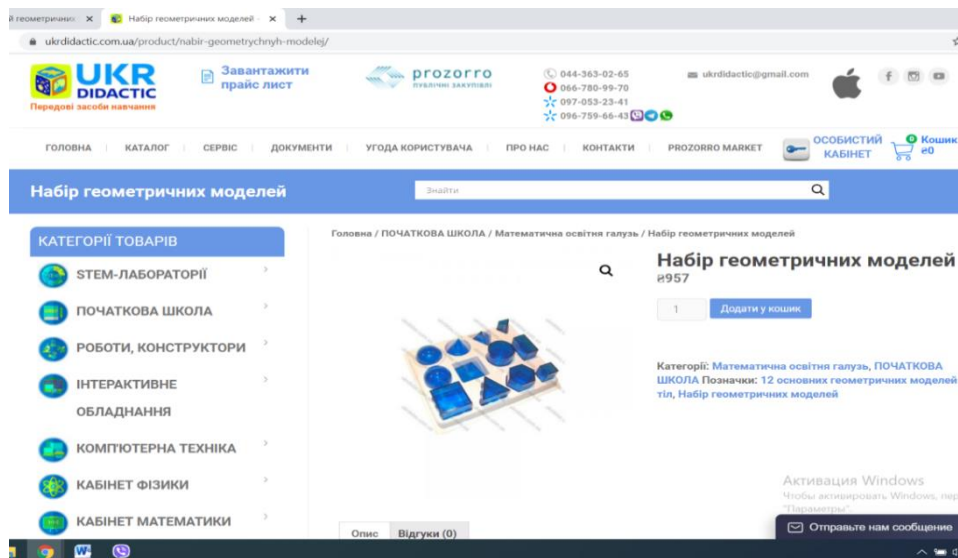 й геометричних
Набір геометричних моделей -
ukrdidactic.com.ua/product/nabir-geometrychnyh-modelej/
UKR
DIDACTIC
Передові засоби навчання
Завантажити
прайс лист
prozorro
публічні закупівлі
044-363-02-65
066-780-99-70
097-053-23-41
096-759-66-43
ukrdidactic@gmail.com
ГОЛОВНА
КАТАЛОГ
СЕРВІС
ДОКУМЕНТИ
УГОДА КОРИСТУВАЧА
ПРО НАС
КОНТАКТИ
PROZORRO MARKET
ОСОБИСТИЙ
КАБІНЕТ
0 Кошик
₴0
Набір геометричних моделей
Знайти
КАТЕГОРІЇ ТОВАРІВ
STEM-ЛАБОРАТОРІЇ
ПОЧАТКОВА ШКОЛА
РОБОТИ, КОНСТРУКТОРИ
ІНТЕРАКТИВНЕ
ОБЛАДНАННЯ
КОМП'ЮТЕРНА ТЕХНІКА
КАБІНЕТ ФІЗИКИ
КАБІНЕТ МАТЕМАТИКИ
Головна / ПОЧАТКОВА ШКОЛА / Математична освітня галузь / Набір геометричних моделей
Набір геометричних моделей
₴957
1
Додати у кошик
Категорії: Математична освітня галузь, ПОЧАТКОВА
ШКОЛА Позначки: 12 основних геометричних моделей
тіл, Набір геометричних моделей
Опис
Відгуки (0)
Активация Windows
Чтобы активировать Windows, пер
"Параметры".
Отправьте нам сообщение